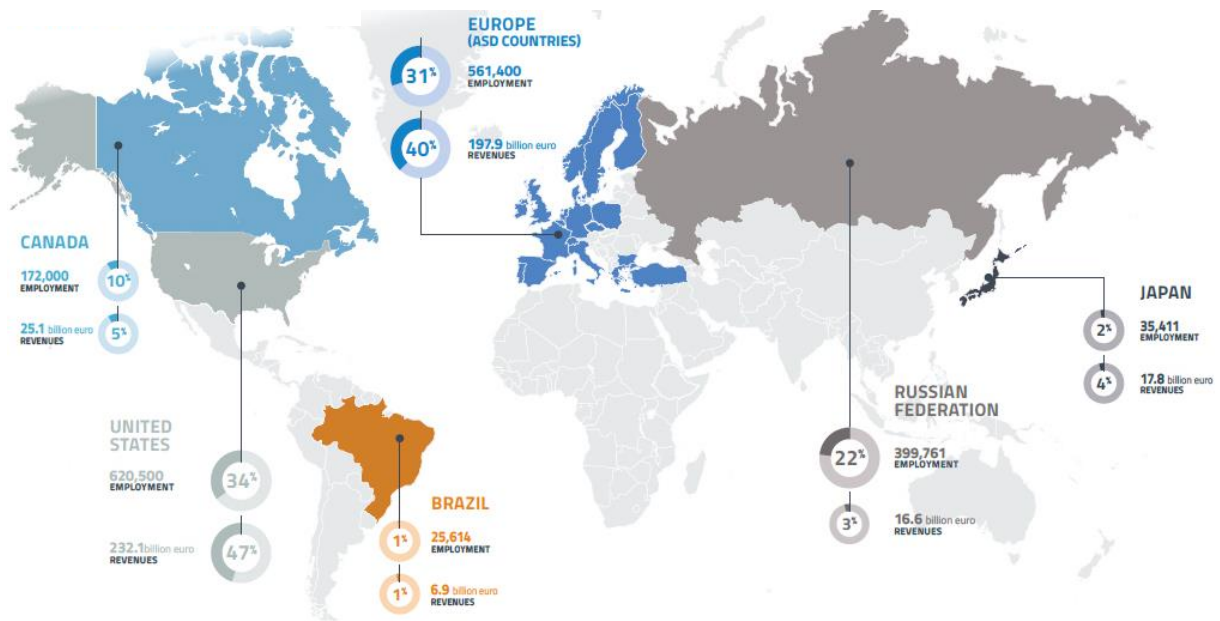 EUROPE
(ASD COUNTRIES)
31%
561,400
EMPLOYMENT
40%
197.9 billion euro
REVENUES
CANADA
172,000
EMPLOYMENT
10%
25.1 billion euro
REVENUES
5%
JAPAN
2%
35,411
EMPLOYMENT
4%
17.8 billion euro
REVENUES
UNITED
STATES
620,500
EMPLOYMENT
34%
232.1billion euro
REVENUES
47%
BRAZIL
1%
25,614
EMPLOYMENT
1%
6.9 billion euro
REVENUES
RUSSIAN
FEDERATION
22%
399,761
EMPLOYMENT
3%
16.6 billion euro
REVENUES